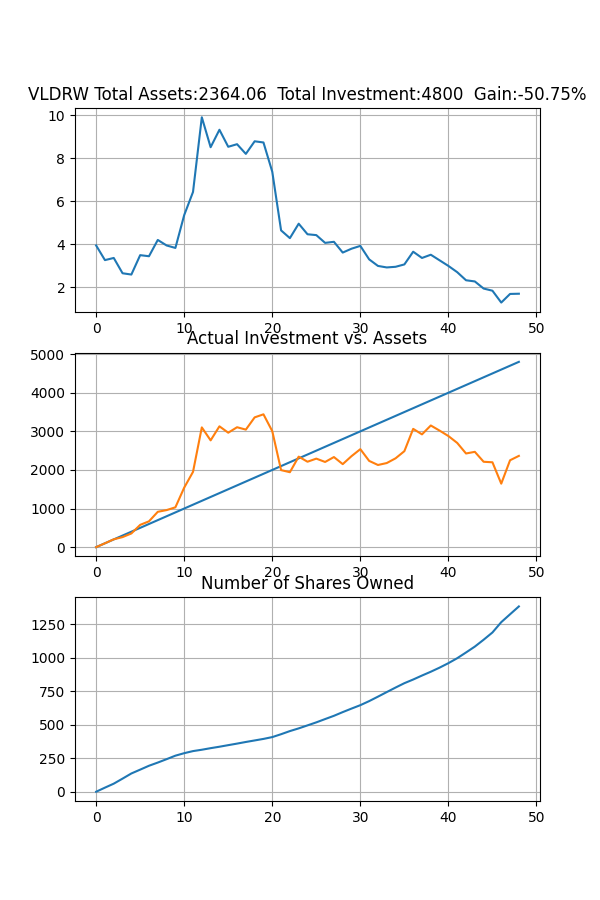 VLDRW Total Assets:2364.06  Total Investment:4800  Gain:-50.75%
10
8
6
4
2
0 10 20 30 40 50
Actual Investment vs. Assets
5000
4000
3000
2000
1000
0
0 10 20 30 40 50
Number of Shares Owned
1250
1000
750
500
250
0
0 10 20 30 40 50